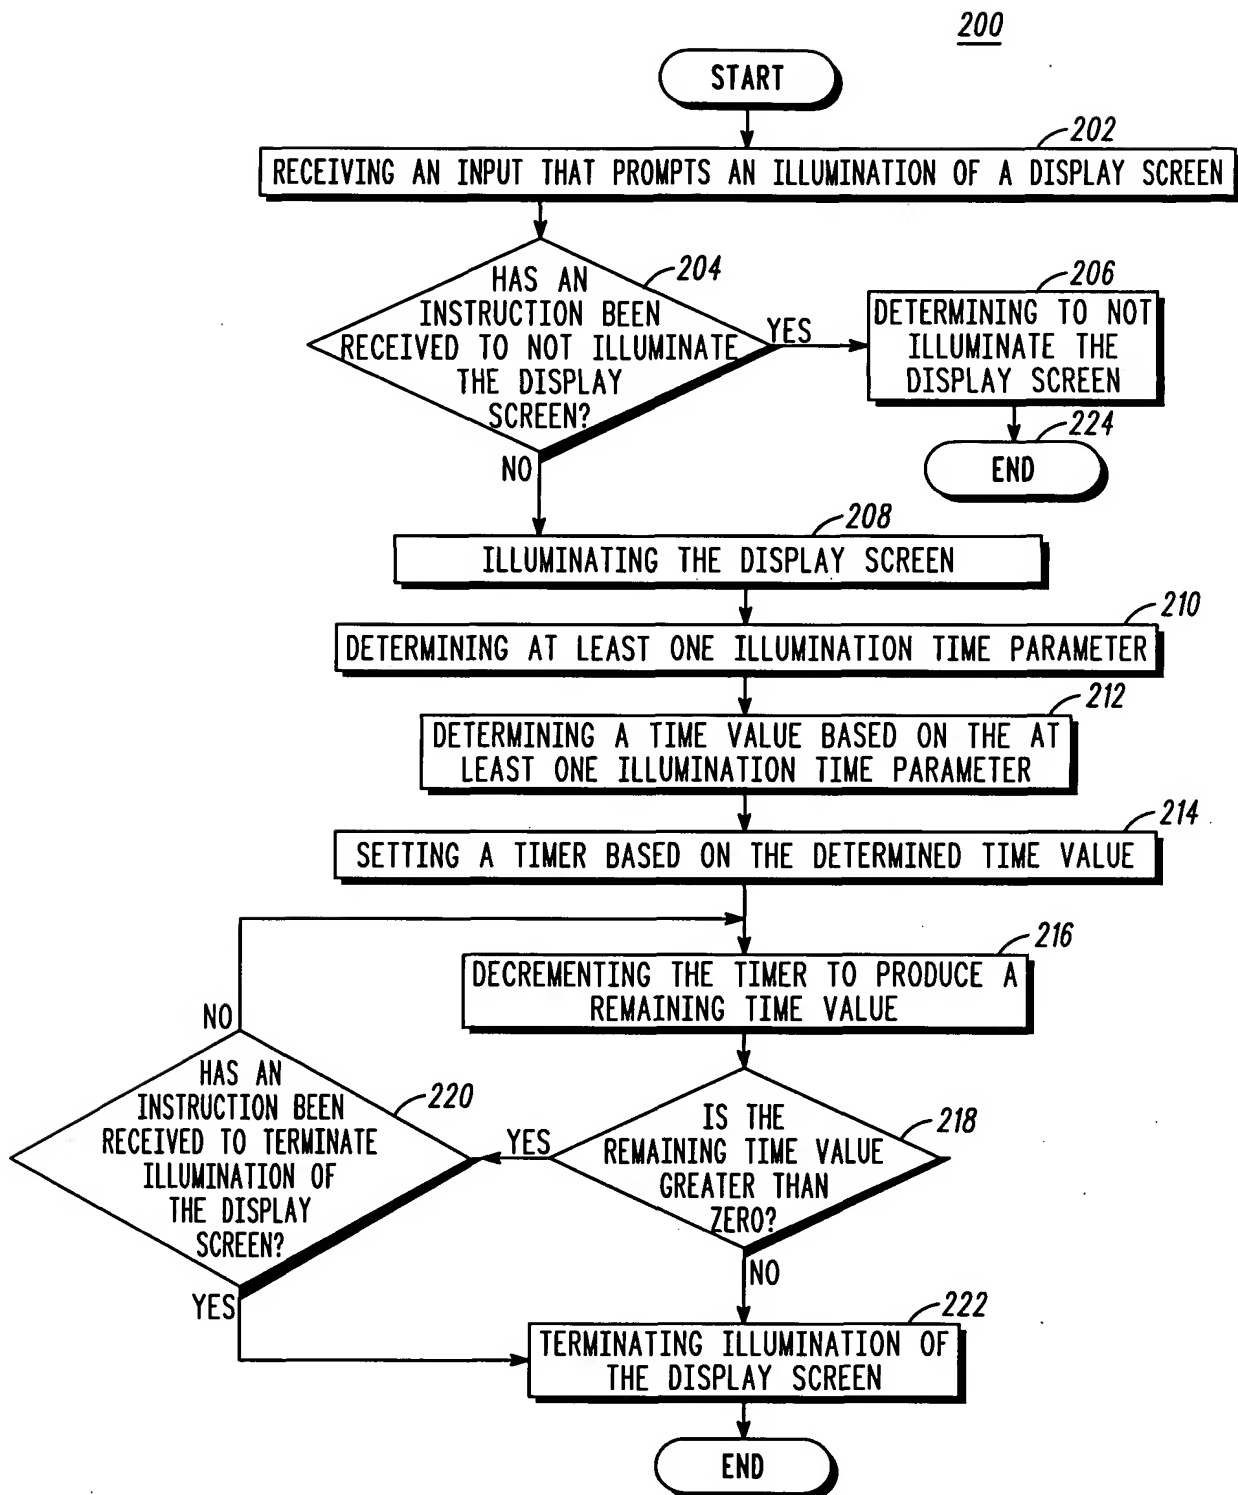 200
START
202
RECEIVING AN INPUT THAT PROMPTS AN ILLUMINATION OF A DISPLAY SCREEN
204
HAS AN
INSTRUCTION BEEN
RECEIVED TO NOT ILLUMINATE
THE DISPLAY
SCREEN?
YES
206
DETERMINING TO NOT
ILLUMINATE THE
DISPLAY SCREEN
224
END
NO
208
ILLUMINATING THE DISPLAY SCREEN
210
DETERMINING AT LEAST ONE ILLUMINATION TIME PARAMETER
212
DETERMINING A TIME VALUE BASED ON THE AT
LEAST ONE ILLUMINATION TIME PARAMETER
214
SETTING A TIMER BASED ON THE DETERMINED TIME VALUE
216
DECREMENTING THE TIMER TO PRODUCE A
REMAINING TIME VALUE
218
IS THE
REMAINING TIME VALUE
GREATER THAN
ZERO?
YES
220
HAS AN
INSTRUCTION BEEN
RECEIVED TO TERMINATE
ILLUMINATION OF
THE DISPLAY
SCREEN?
NO
YES
NO
222
TERMINATING ILLUMINATION OF
THE DISPLAY SCREEN
END